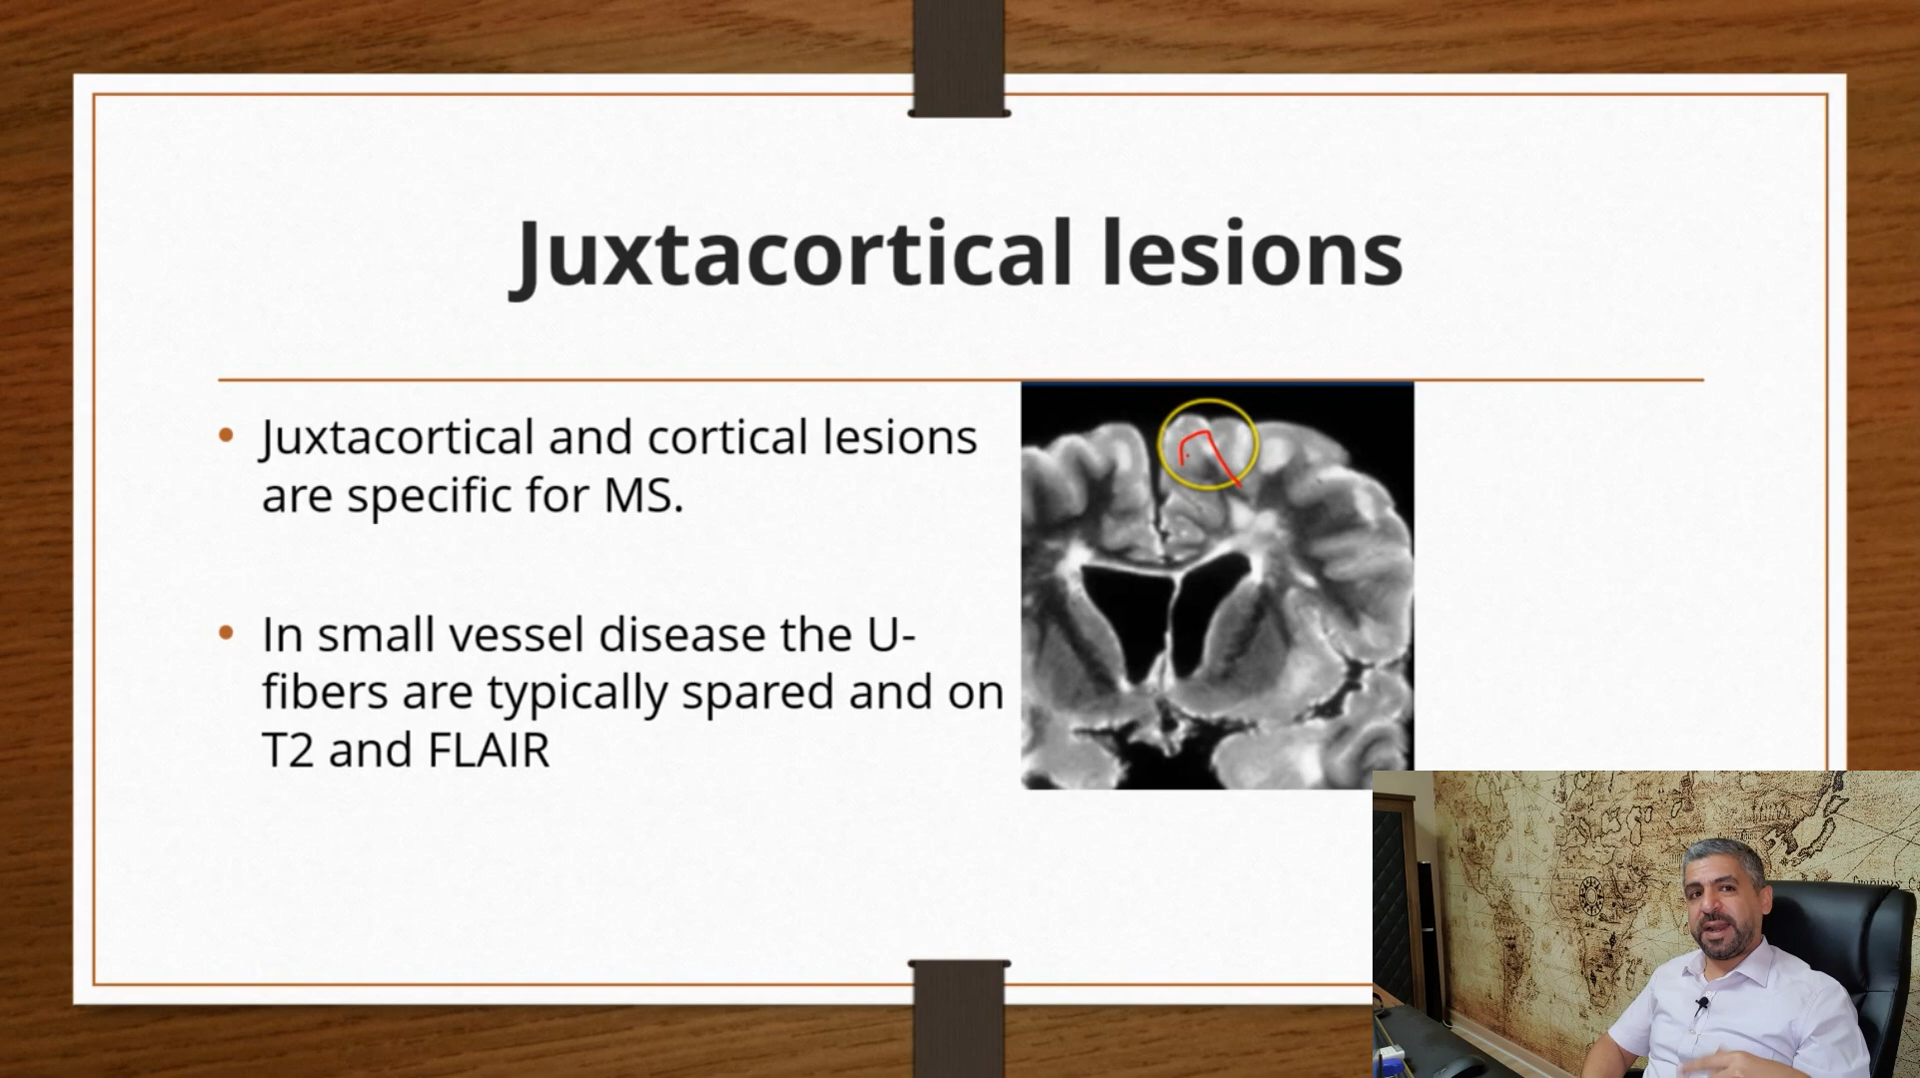 Juxtacortical lesions
Juxtacortical and cortical lesions
are specific for MS.
In small vessel disease the U-
fibers are typically spared and on
T2 and FLAIR